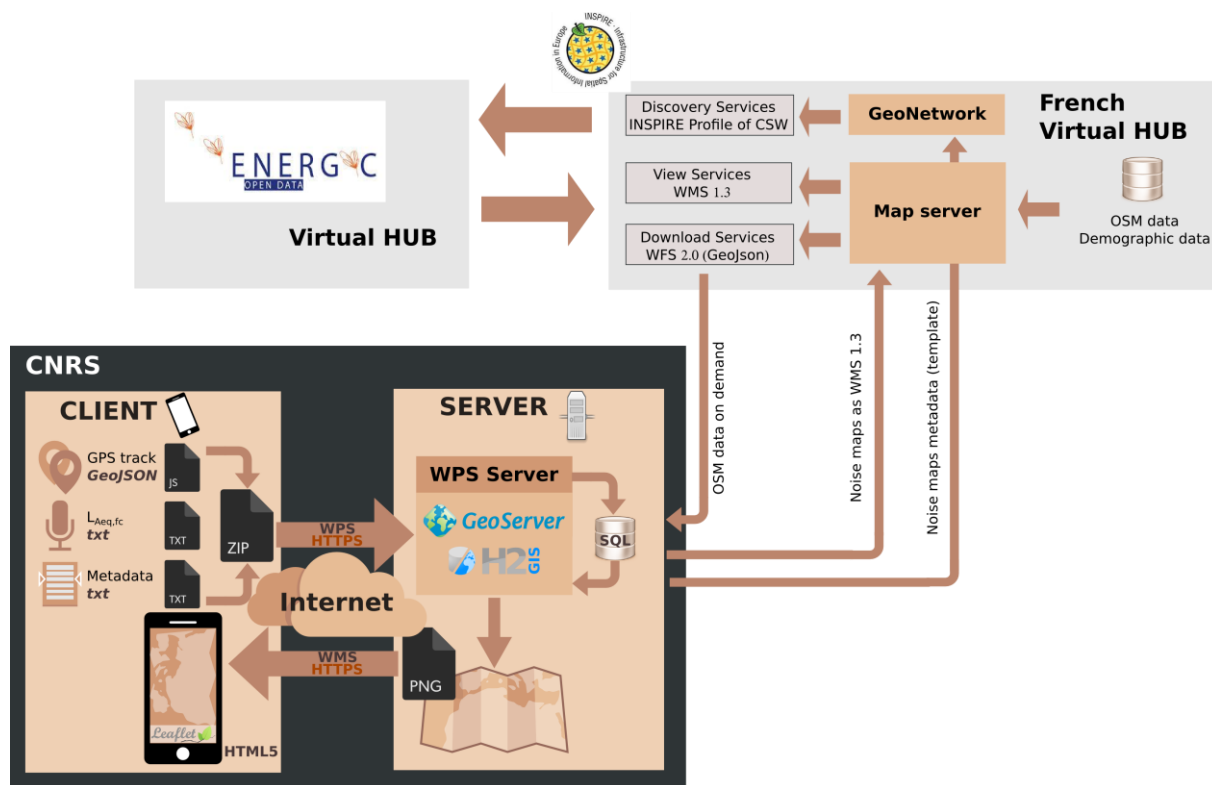 INSPIRE · Infrastructure for Spatial Information in Europe
ENERGIC
OPEN DATA
Virtual HUB
Discovery Services
INSPIRE Profile of CSW
View Services
WMS 1.3
Download Services
WFS 2.0 (GeoJson)
GeoNetwork
Map server
French
Virtual HUB
OSM data
Demographic data
OSM data on demand
Noise maps as WMS 1.3
Noise maps metadata (template)
CNRS
CLIENT
GPS track
GeoJSON
JS
LAeq,fc
txt
TXT
Metadata
txt
TXT
ZIP
WPS
HTTPS
Internet
WMS
HTTPS
Leaflet
HTML5
SERVER
WPS Server
GeoServer
H2
GIS
SQL
PNG